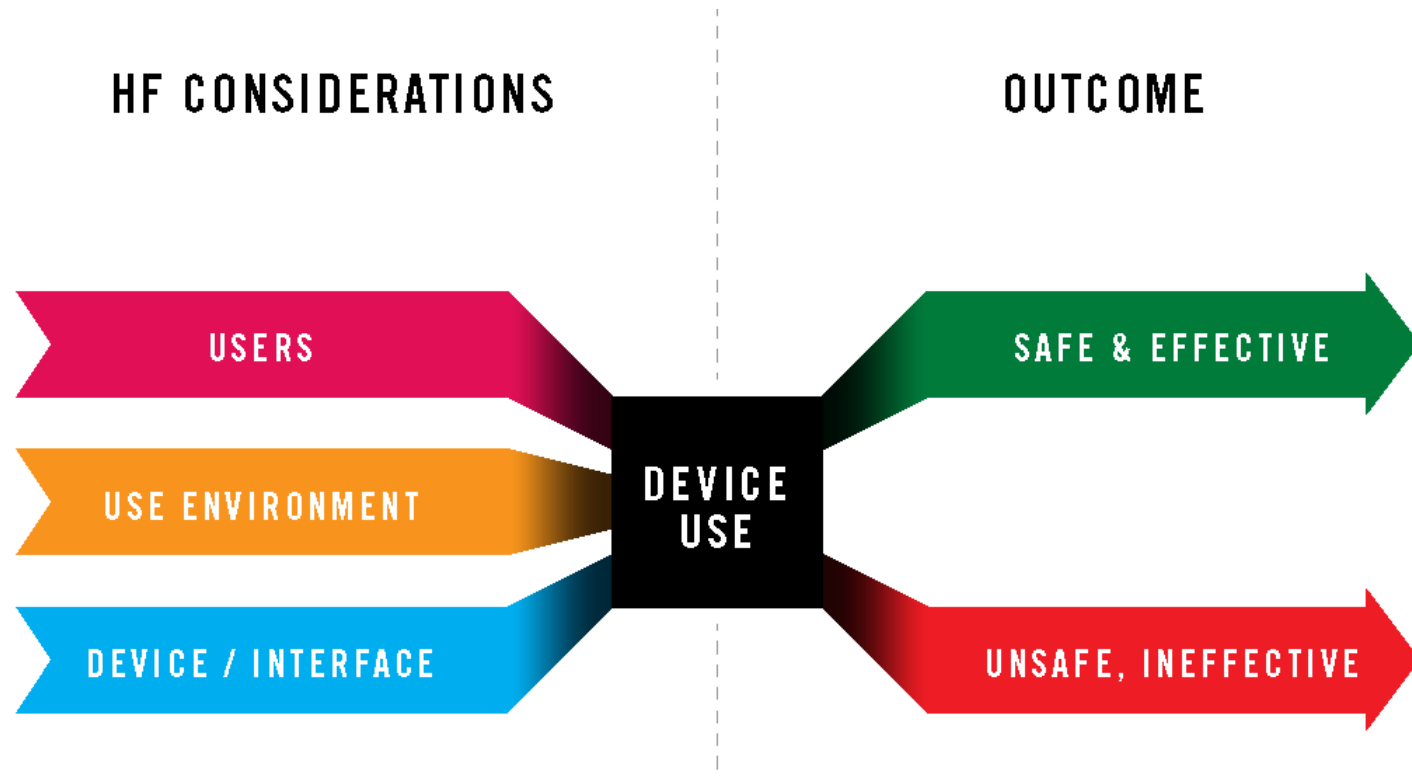 HF CONSIDERATIONS
OUTCOME
USERS
USE ENVIRONMENT
DEVICE / INTERFACE
DEVICE
USE
SAFE & EFFECTIVE
UNSAFE, INEFFECTIVE